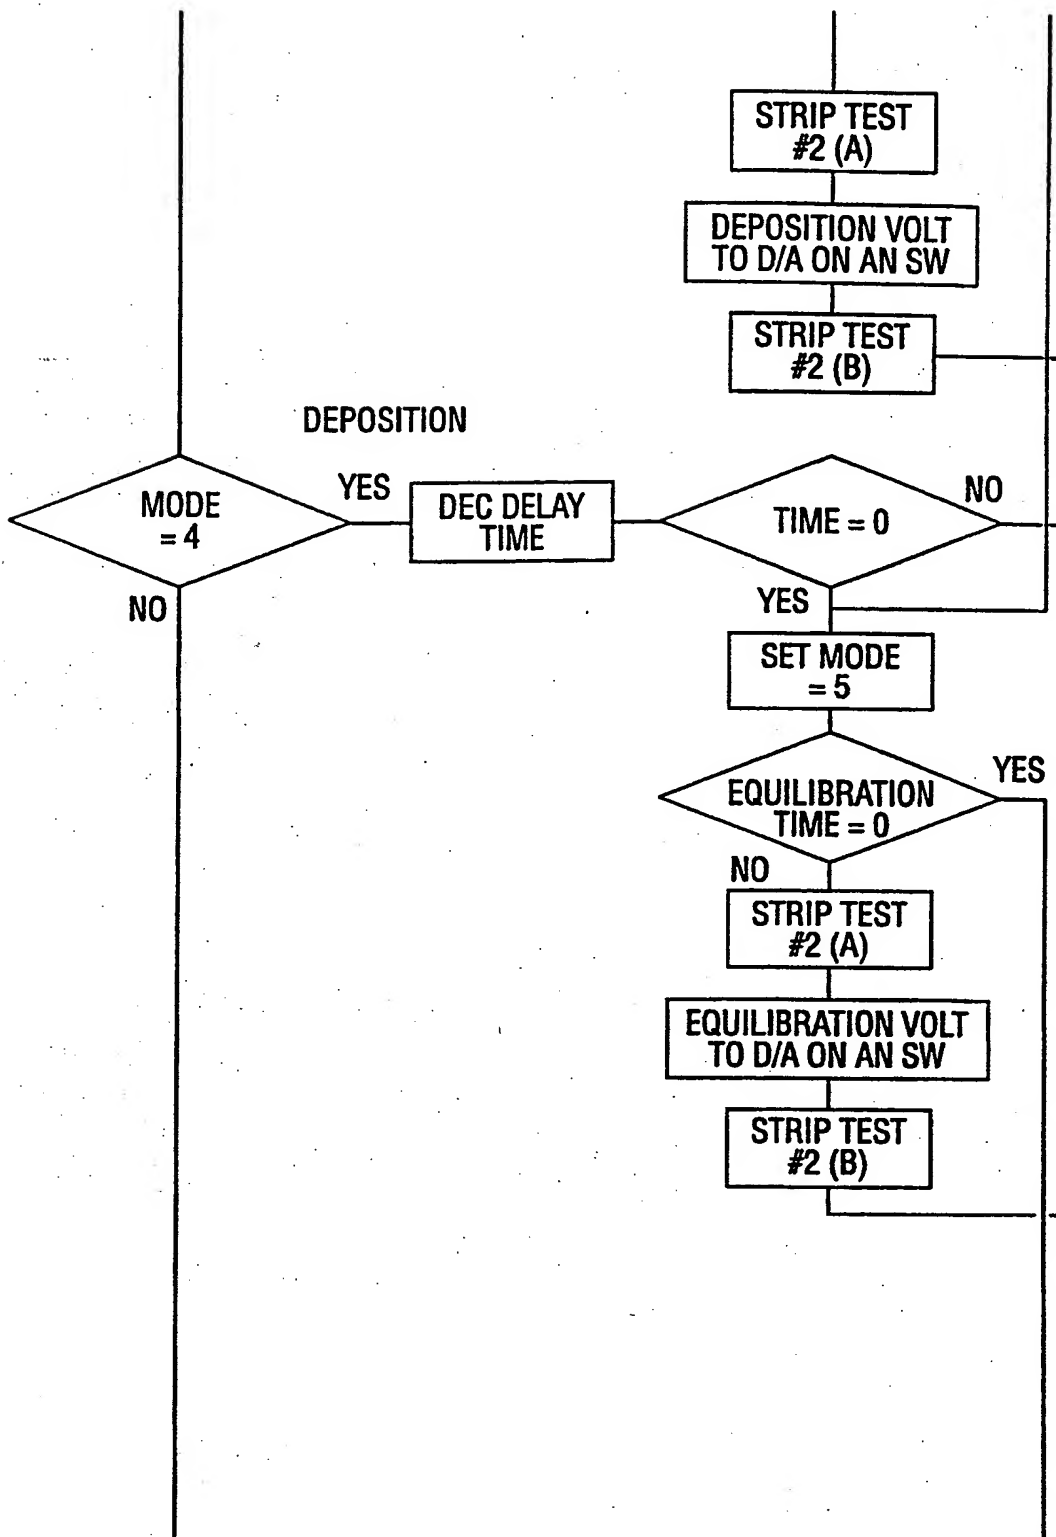 STRIP TEST
#2 (A)
DEPOSITION VOLT
TO D/A ON AN SW
STRIP TEST
#2 (B)
DEPOSITION
MODE
= 4
YES
NO
DEC DELAY
TIME
TIME = 0
NO
YES
SET MODE
= 5
EQUILIBRATION
TIME = 0
YES
NO
STRIP TEST
#2 (A)
EQUILIBRATION VOLT
TO D/A ON AN SW
STRIP TEST
#2 (B)